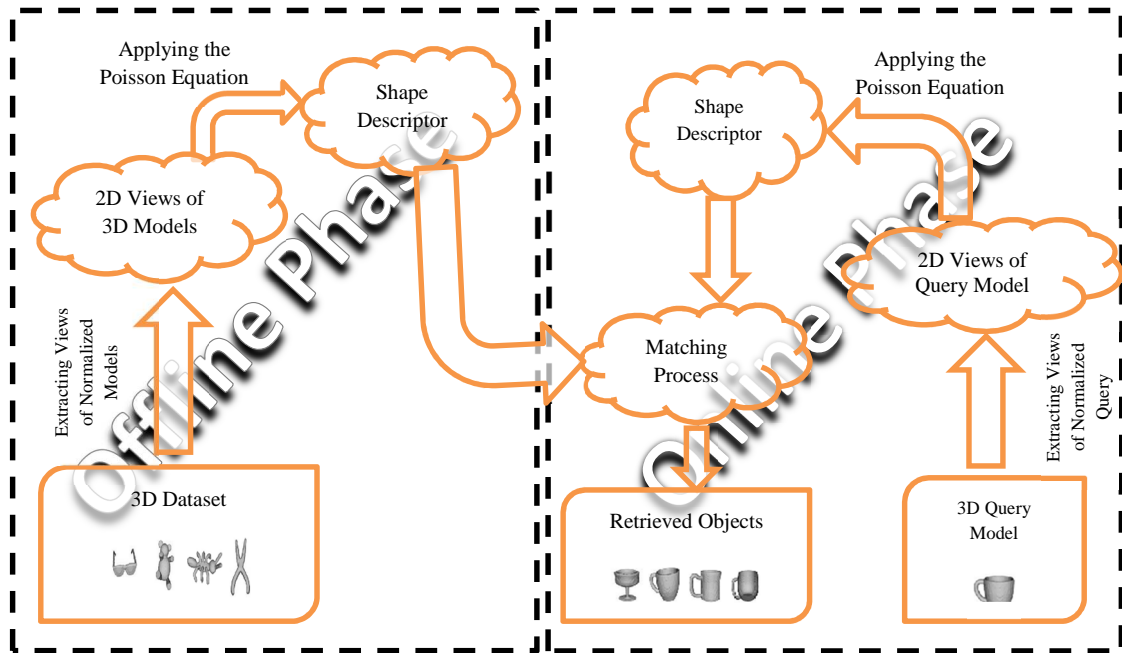 Applying the
Poisson Equation
Shape
Descriptor
2D Views of
3D Models
Extracting Views
of Normalized
Models
3D Dataset
Offline Phase
Applying the
Poisson Equation
Shape
Descriptor
2D Views of
Query Model
Matching
Process
Extracting Views
of Normalized
Query
Retrieved Objects
3D Query
Model
Online Phase